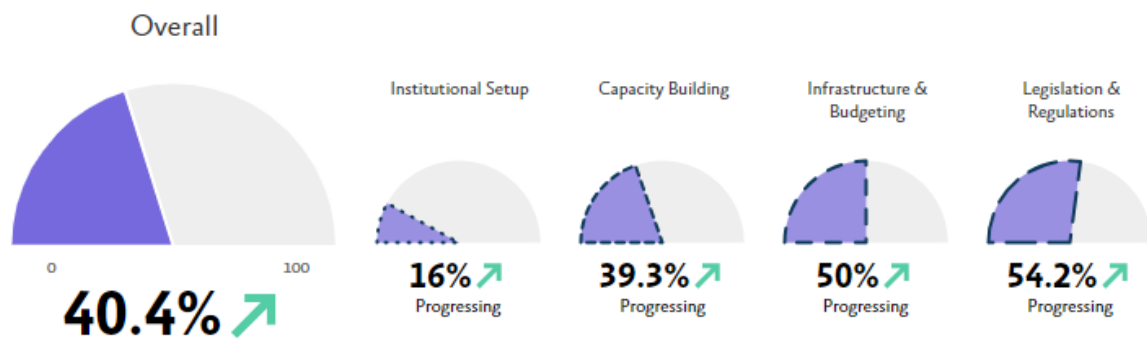 Overall
0
100
40.4%
Institutional Setup
16%
Progressing
Capacity Building
39.3%
Progressing
Infrastructure &
Budgeting
50%
Progressing
Legislation &
Regulations
54.2%
Progressing